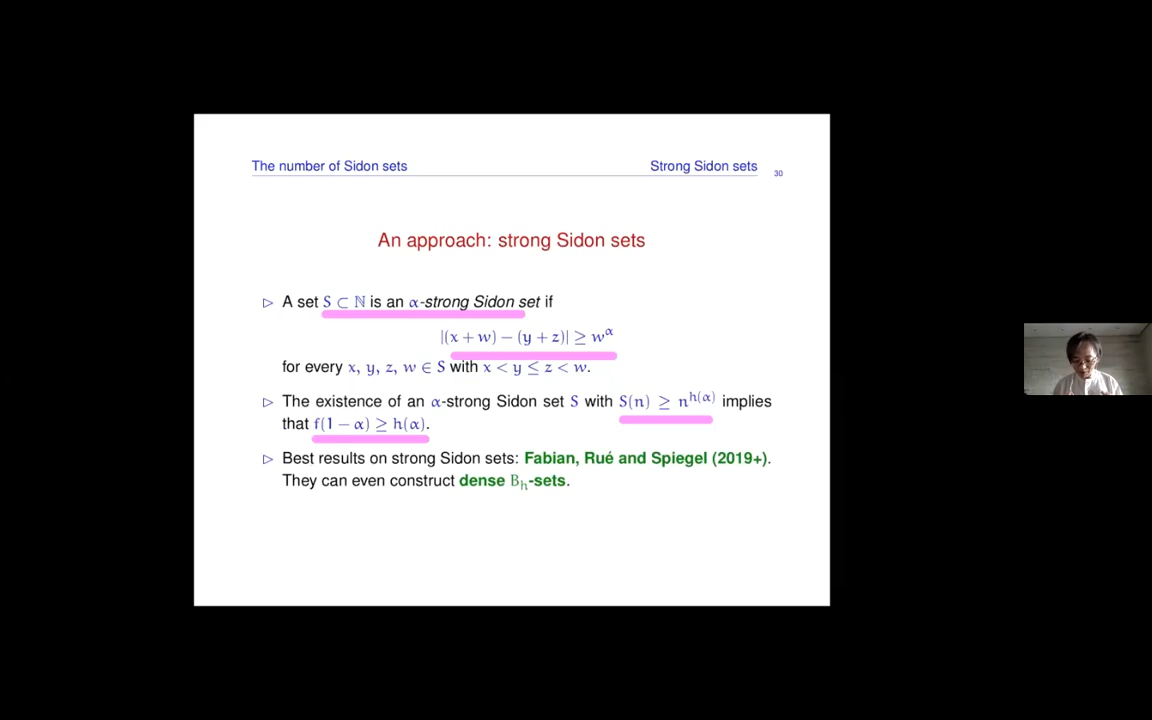 The number of Sidon sets Strong Sidon sets 30
An approach: strong Sidon sets
▷ A set S ⊂ ℕ is an α-strong Sidon set if
|(x + w) − (y + z)| ≥ w^α
for every x, y, z, w ∈ S with x < y ≤ z < w.
▷ The existence of an α-strong Sidon set S with S(n) ≥ n^{h(α)} implies
that f(1 − α) ≥ h(α).
▷ Best results on strong Sidon sets: Fabian, Rué and Spiegel (2019+).
They can even construct dense B_h-sets.